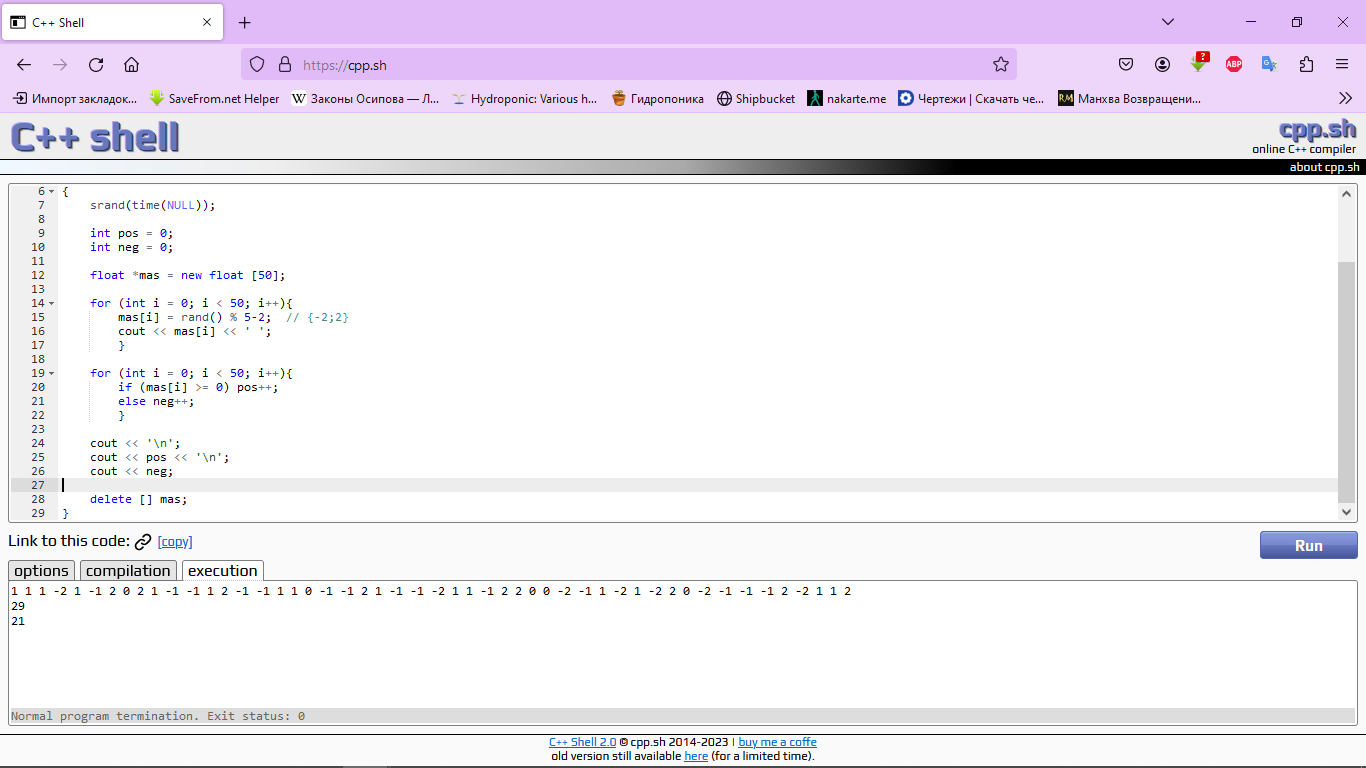 C++ Shell
https://cpp.sh
?
ABP
Импорт закладок... SaveFrom.net Helper W Законы Осипова — Л... Hydroponic: Various h... Гидропоника Shipbucket nakarte.me Чертежи | Скачать че... RM Манхва Возвращени...
C++ shell
cpp.sh
online C++ compiler
about cpp.sh
6 {
7 srand(time(NULL));
8
9 int pos = 0;
10 int neg = 0;
11
12 float *mas = new float [50];
13
14 for (int i = 0; i < 50; i++){
15 mas[i] = rand() % 5-2;  // {-2;2}
16 cout << mas[i] << ' ';
17 }
18
19 for (int i = 0; i < 50; i++){
20 if (mas[i] >= 0) pos++;
21 else neg++;
22 }
23
24 cout << '\n';
25 cout << pos << '\n';
26 cout << neg;
27
28 delete [] mas;
29 }
Link to this code: [copy]
Run
options compilation execution
1 1 1 -2 1 -1 2 0 2 1 -1 -1 1 2 -1 -1 1 1 0 -1 -1 2 1 -1 -1 -2 1 1 -1 2 2 0 0 -2 -1 1 -2 1 -2 2 0 -2 -1 -1 -1 2 -2 1 1 2
29
21
Normal program termination. Exit status: 0
C++ Shell 2.0 © cpp.sh 2014-2023 | buy me a coffe
old version still available here (for a limited time).